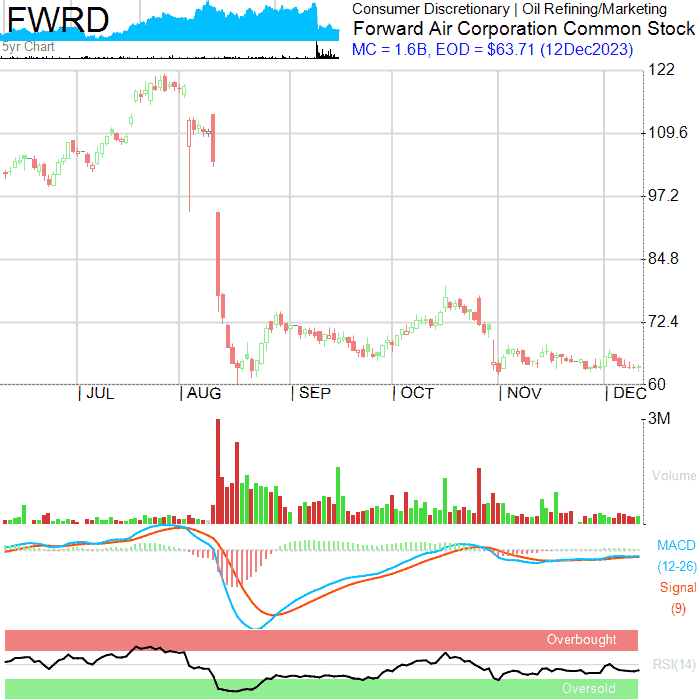 FWRD
5yr Chart
Consumer Discretionary | Oil Refining/Marketing
Forward Air Corporation Common Stock
MC = 1.6B, EOD = $63.71 (12Dec2023)
122
109.6
97.2
84.8
72.4
60
JUL
AUG
SEP
OCT
NOV
DEC
3M
Volume
MACD
(12-26)
Signal
(9)
Overbought
RSI(14)
Oversold